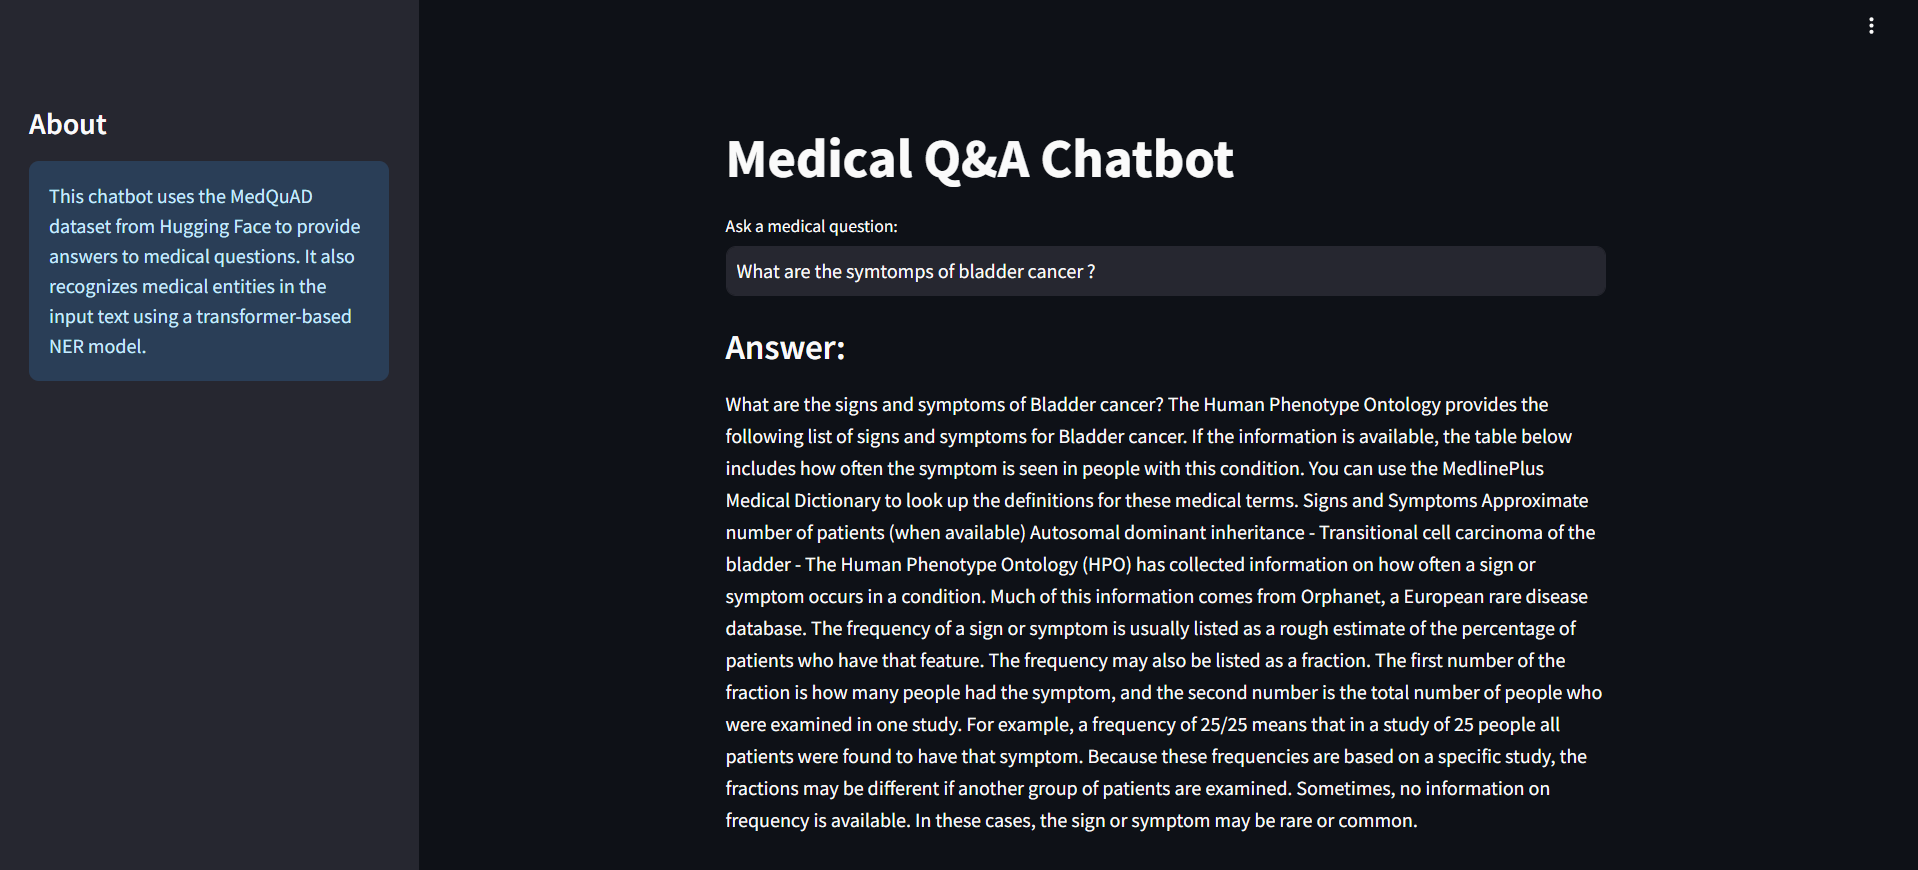 About
This chatbot uses the MedQuAD
dataset from Hugging Face to provide
answers to medical questions. It also
recognizes medical entities in the
input text using a transformer-based
NER model.
Medical Q&A Chatbot
Ask a medical question:
What are the symtomps of bladder cancer ?
Answer:
What are the signs and symptoms of Bladder cancer? The Human Phenotype Ontology provides the
following list of signs and symptoms for Bladder cancer. If the information is available, the table below
includes how often the symptom is seen in people with this condition. You can use the MedlinePlus
Medical Dictionary to look up the definitions for these medical terms. Signs and Symptoms Approximate
number of patients (when available) Autosomal dominant inheritance - Transitional cell carcinoma of the
bladder - The Human Phenotype Ontology (HPO) has collected information on how often a sign or
symptom occurs in a condition. Much of this information comes from Orphanet, a European rare disease
database. The frequency of a sign or symptom is usually listed as a rough estimate of the percentage of
patients who have that feature. The frequency may also be listed as a fraction. The first number of the
fraction is how many people had the symptom, and the second number is the total number of people who
were examined in one study. For example, a frequency of 25/25 means that in a study of 25 people all
patients were found to have that symptom. Because these frequencies are based on a specific study, the
fractions may be different if another group of patients are examined. Sometimes, no information on
frequency is available. In these cases, the sign or symptom may be rare or common.